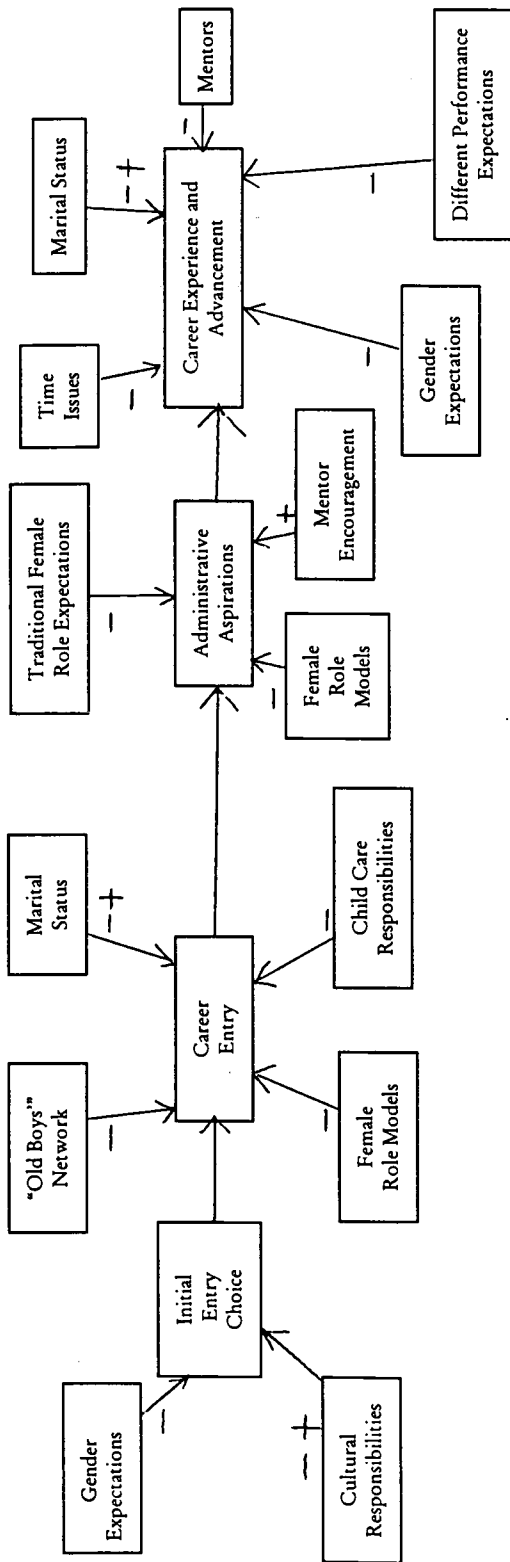 Gender
Expectations
−
Cultural
Responsibilities
− +
Initial
Entry
Choice
"Old Boys'"
Network
−
Marital
Status
− +
Career
Entry
Female
Role Models
−
Child Care
Responsibilities
−
Traditional Female
Role Expectations
−
Administrative
Aspirations
Female
Role
Models
−
Mentor
Encouragement
+
Time
Issues
−
Marital Status
− +
Mentors
−
Career Experience and
Advancement
Gender
Expectations
−
Different Performance
Expectations
−